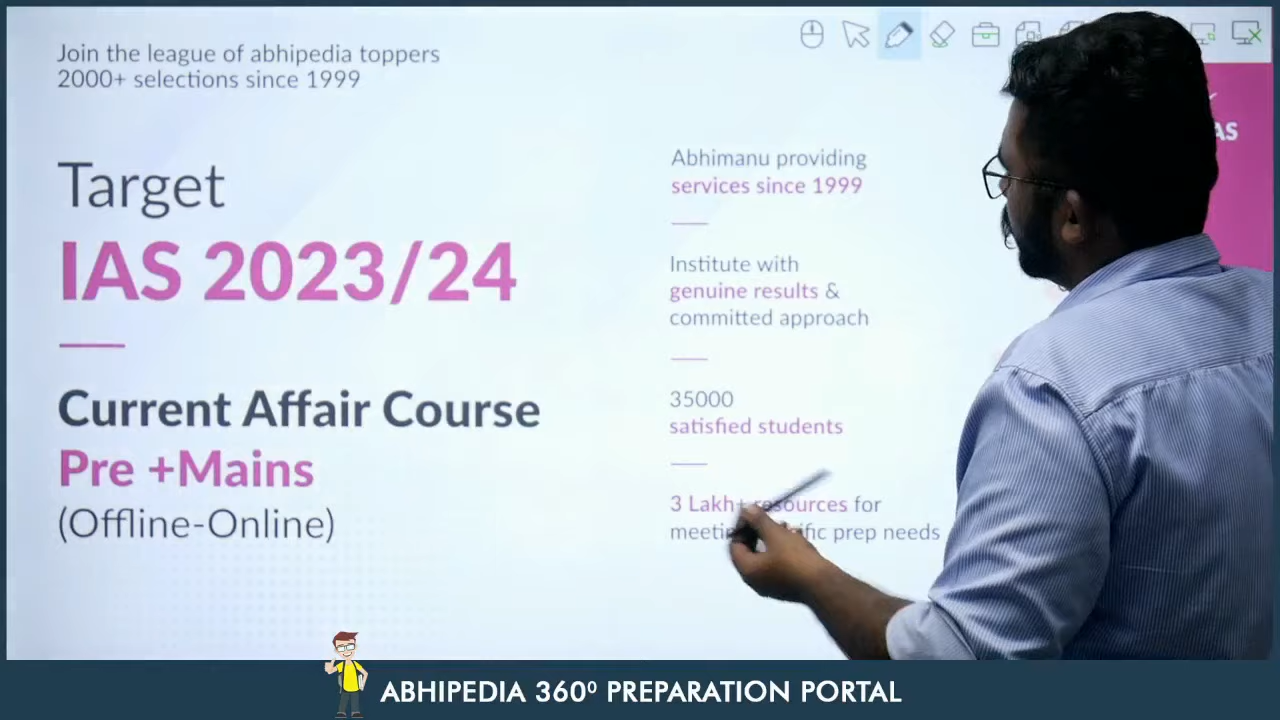 Join the league of abhipedia toppers
2000+ selections since 1999
Target
IAS 2023/24
Current Affair Course
Pre +Mains
(Offline-Online)
Abhimanu providing
services since 1999
Institute with
genuine results &
committed approach
35000
satisfied students
3 Lakh+ resources for
prep needs
ABHIPEDIA 360⁰ PREPARATION PORTAL